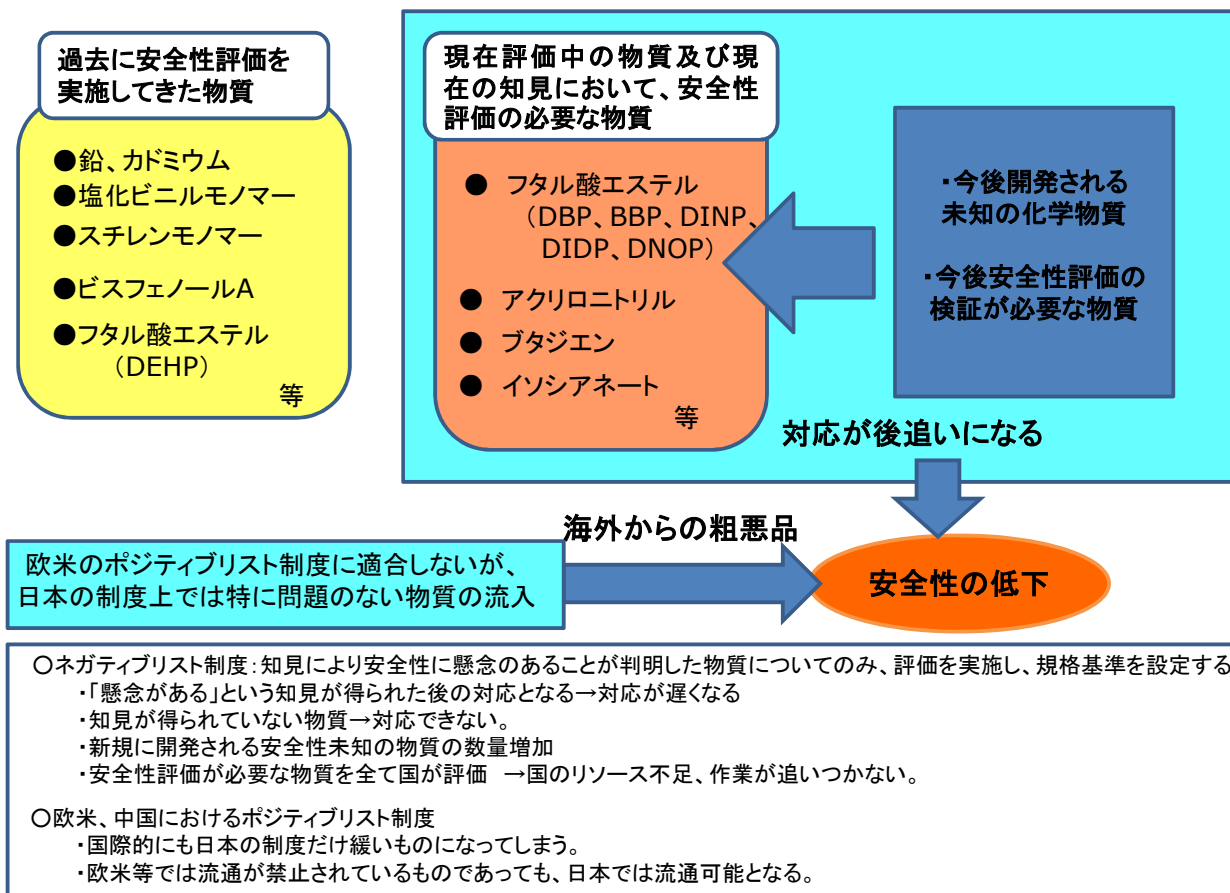 過去に安全性評価を
実施してきた物質
●鉛、カドミウム
●塩化ビニルモノマー
●スチレンモノマー
●ビスフェノールA
●フタル酸エステル
（DEHP）
等
現在評価中の物質及び現
在の知見において、安全性
評価の必要な物質
● フタル酸エステル
（DBP、BBP、DINP、
DIDP、DNOP）
● アクリロニトリル
● ブタジエン
● イソシアネート
等
・今後開発される
未知の化学物質
・今後安全性評価の
検証が必要な物質
対応が後追いになる
海外からの粗悪品
欧米のポジティブリスト制度に適合しないが、
日本の制度上では特に問題のない物質の流入
安全性の低下
○ネガティブリスト制度：知見により安全性に懸念のあることが判明した物質についてのみ、評価を実施し、規格基準を設定する
・「懸念がある」という知見が得られた後の対応となる→対応が遅くなる
・知見が得られていない物質→対応できない。
・新規に開発される安全性未知の物質の数量増加
・安全性評価が必要な物質を全て国が評価　→国のリソース不足、作業が追いつかない。
○欧米、中国におけるポジティブリスト制度
・国際的にも日本の制度だけ緩いものになってしまう。
・欧米等では流通が禁止されているものであっても、日本では流通可能となる。